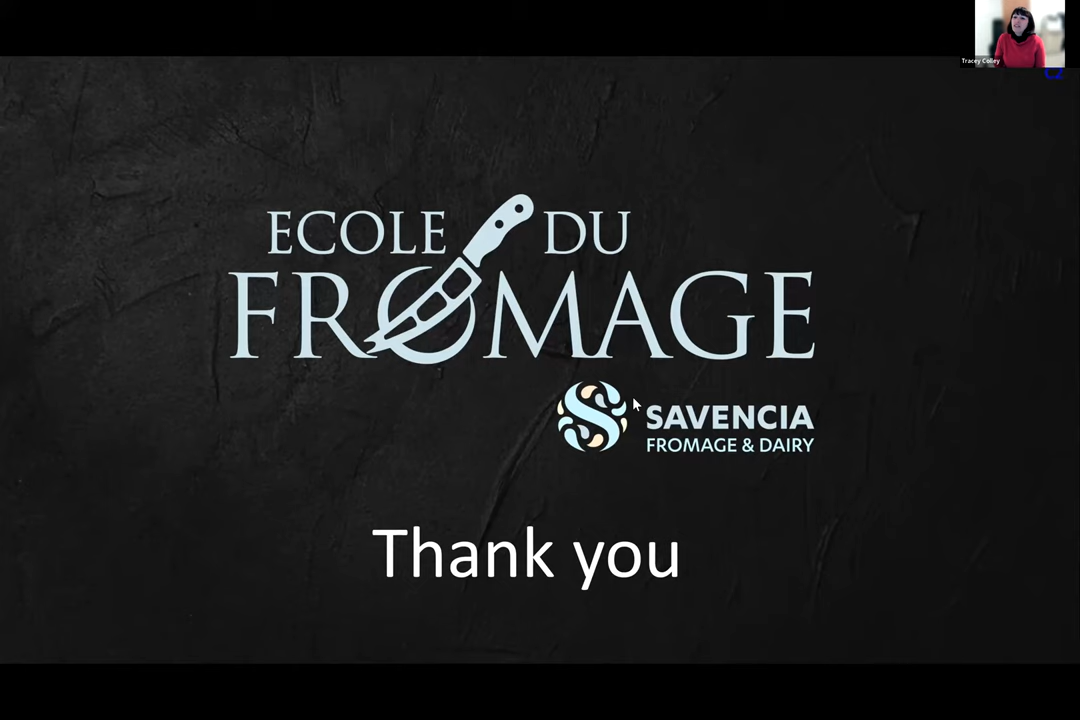 Tracey Colley
ECOLE DU
FROMAGE
SAVENCIA
FROMAGE & DAIRY
Thank you